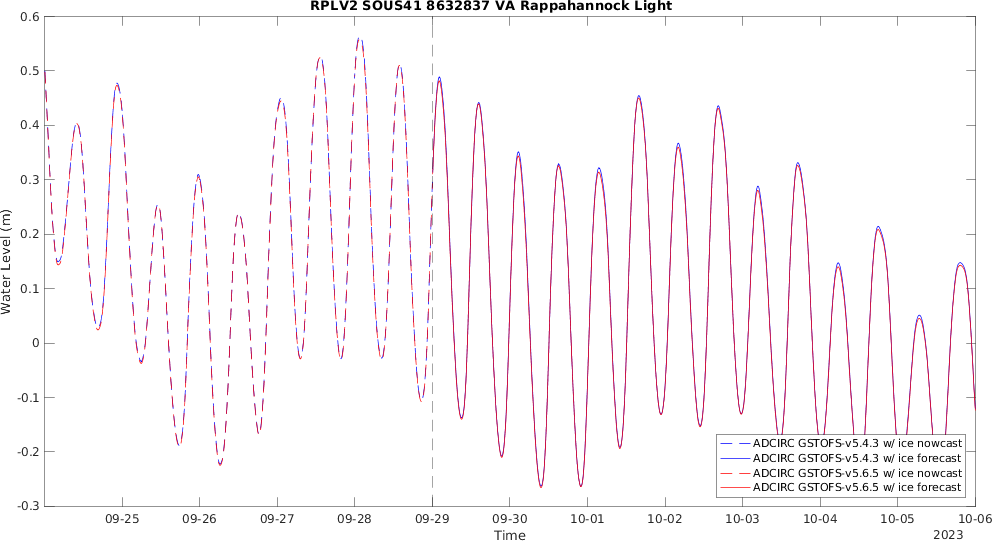 RPLV2 SOUS41 8632837 VA Rappahannock Light
0.6
0.5
0.4
0.3
0.2
0.1
0
-0.1
-0.2
-0.3
Water Level (m)
09-25 09-26 09-27 09-28 09-29 09-30 10-01 10-02 10-03 10-04 10-05 10-06
Time
2023
ADCIRC GSTOFS-v5.4.3 w/ ice nowcast
ADCIRC GSTOFS-v5.4.3 w/ ice forecast
ADCIRC GSTOFS-v5.6.5 w/ ice nowcast
ADCIRC GSTOFS-v5.6.5 w/ ice forecast